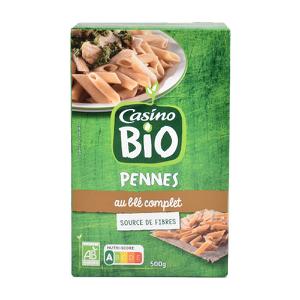 Casino
BIO
PENNES
au blé complet
SOURCE DE FIBRES
AB
NUTRI-SCORE
A B C D E
500g